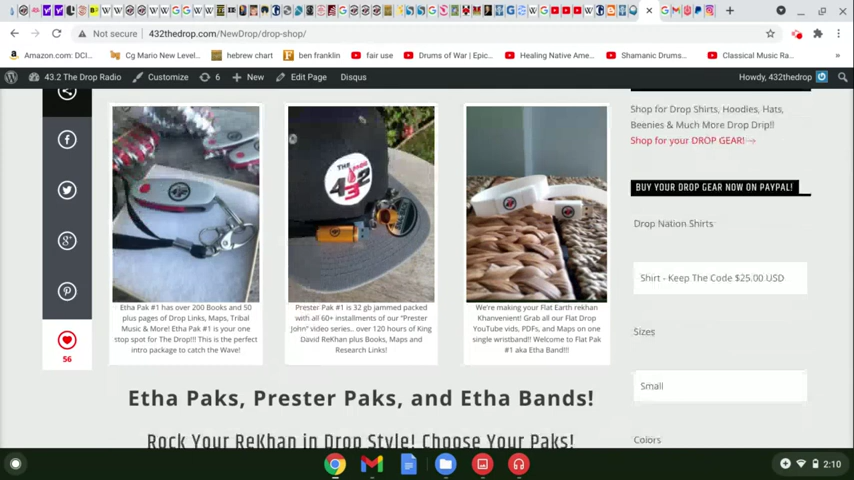 Not secure
432thedrop.com/NewDrop/drop-shop/
Amazon.com: DCI...
Cg Mario New Level...
hebrew chart
ben franklin
fair use
Drums of War | Epic...
Healing Native Ame...
Shamanic Drums...
Classical Music Ra...
43.2 The Drop Radio
Customize
6
New
Edit Page
Disqus
Howdy, 432thedrop
56
THE
432
Etha Pak #1 has over 200 Books and 50
plus pages of Drop Links, Maps, Tribal
Music & More! Etha Pak #1 is your one
stop spot for The Drop!!! This is the perfect
intro package to catch the Wave!
Prester Pak #1 is 32 gb jammed packed
with all 60+ installments of our "Prester
John" video series.. over 120 hours of King
David ReKhan plus Books, Maps and
Research Links!
We're making your Flat Earth rekhan
Khanvenient! Grab all our Flat Drop
YouTube vids, PDFs, and Maps on one
single wristband!! Welcome to Flat Pak
#1 aka Etha Band!!!
Etha Paks, Prester Paks, and Etha Bands!
Rock Your ReKhan in Drop Style! Choose Your Paks!
Shop for Drop Shirts, Hoodies, Hats,
Beenies & Much More Drop Drip!!
Shop for your DROP GEAR!→
BUY YOUR DROP GEAR NOW ON PAYPAL!
Drop Nation Shirts
Shirt - Keep The Code $25.00 USD
Sizes
Small
Colors
2:10